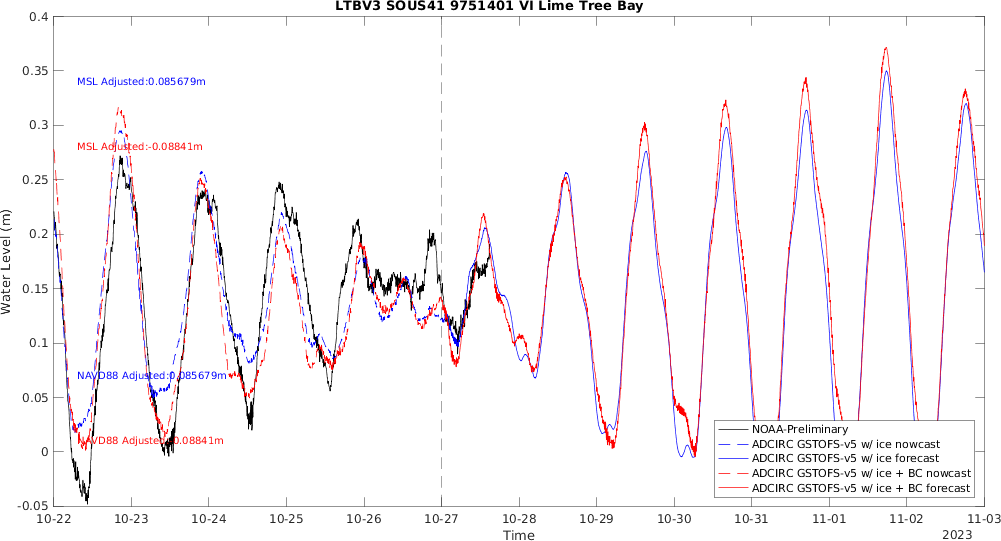 LTBV3 SOUS41 9751401 VI Lime Tree Bay
0.4
0.35
0.3
0.25
0.2
0.15
0.1
0.05
0
-0.05
Water Level (m)
MSL Adjusted:0.085679m
MSL Adjusted:-0.08841m
NAVD88 Adjusted:0.085679m
NAVD88 Adjusted:-0.08841m
NOAA-Preliminary
ADCIRC GSTOFS-v5 w/ ice nowcast
ADCIRC GSTOFS-v5 w/ ice forecast
ADCIRC GSTOFS-v5 w/ ice + BC nowcast
ADCIRC GSTOFS-v5 w/ ice + BC forecast
10-22 10-23 10-24 10-25 10-26 10-27 10-28 10-29 10-30 10-31 11-01 11-02 11-03
Time
2023